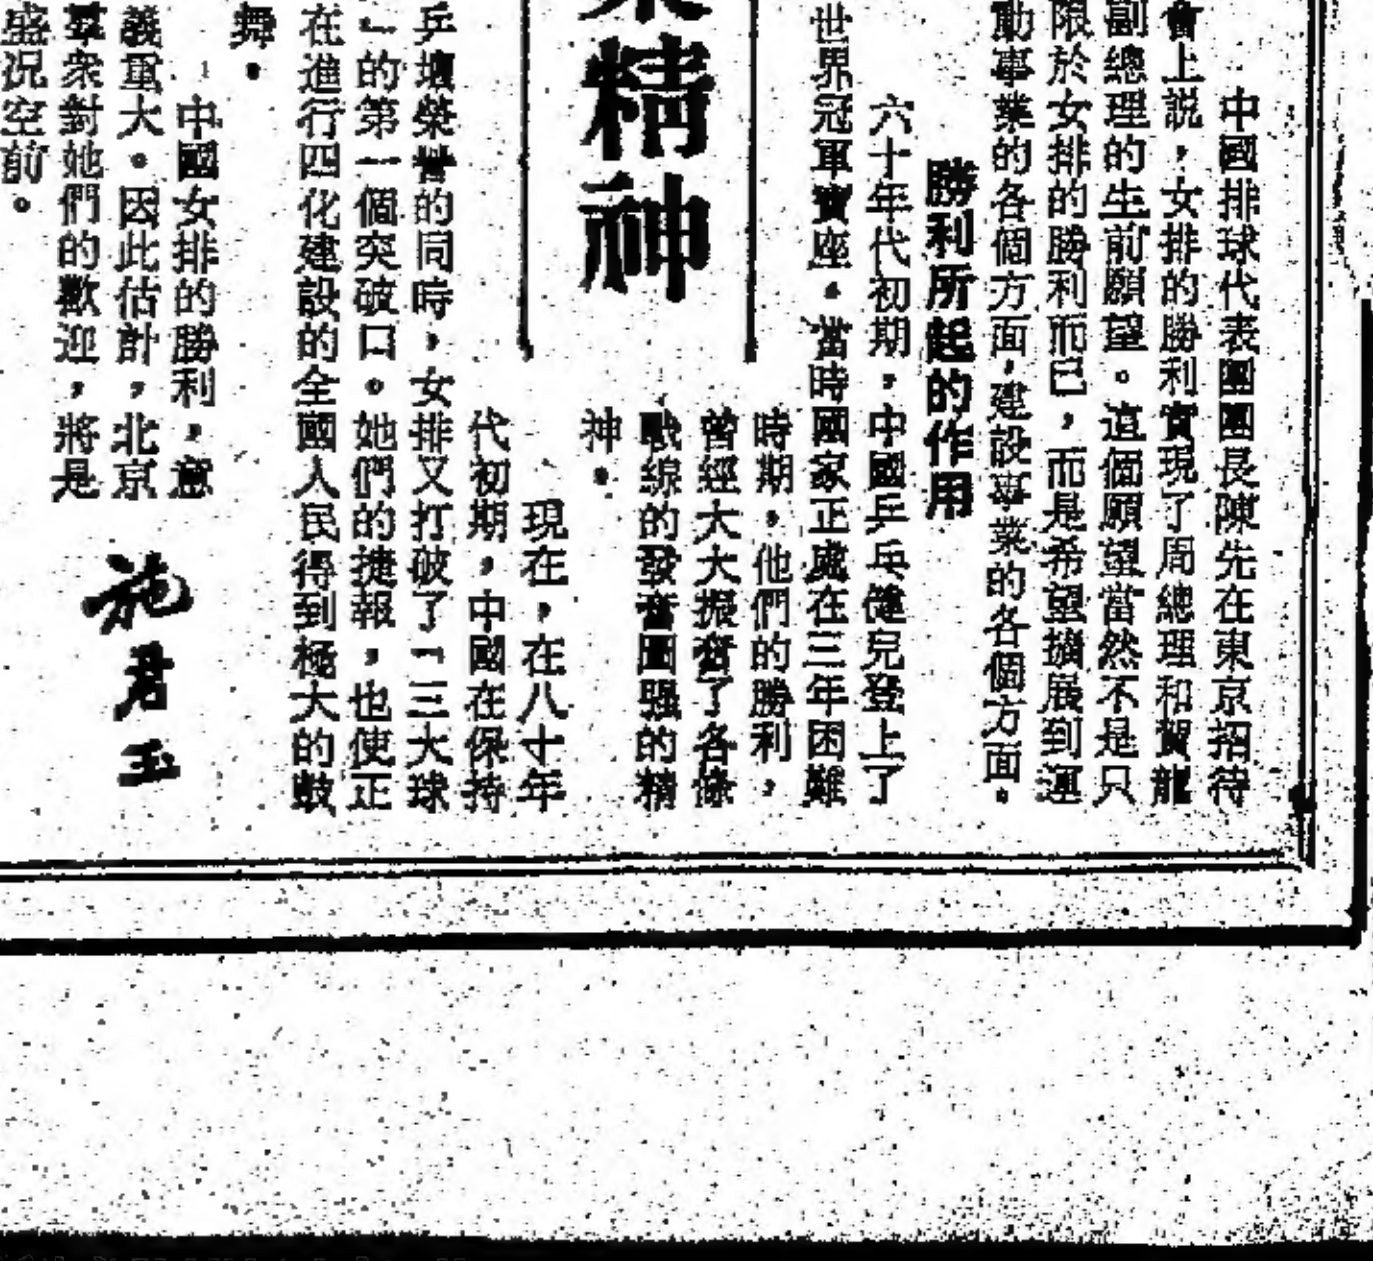 中國排球代表團團長陳先在東京招待
會上説，女排的勝利實現了周總理和賀龍
副總理的生前願望。這個願望當然不是只
限於女排的勝利而已，而是希望擴展到運
動事業的各個方面，建設事業的各個方面。
勝利所起的作用
六十年代初期，中國乒乓健兒登上了
世界冠軍寶座。當時國家正處在三年困難
時期，他們的勝利，
曾經大大振奮了各條
戰線的發奮圖强的精
神。
精神
現在，在八十年
代初期，中國在保持
乒壇榮譽的同時，女排又打破了「三大球
」的第一個突破口。她們的捷報，也使正
在進行四化建設的全國人民得到極大的鼓
舞。
中國女排的勝利，意
義重大。因此估計，北京
羣衆對她們的歡迎，將是
盛况空前。
施君玉